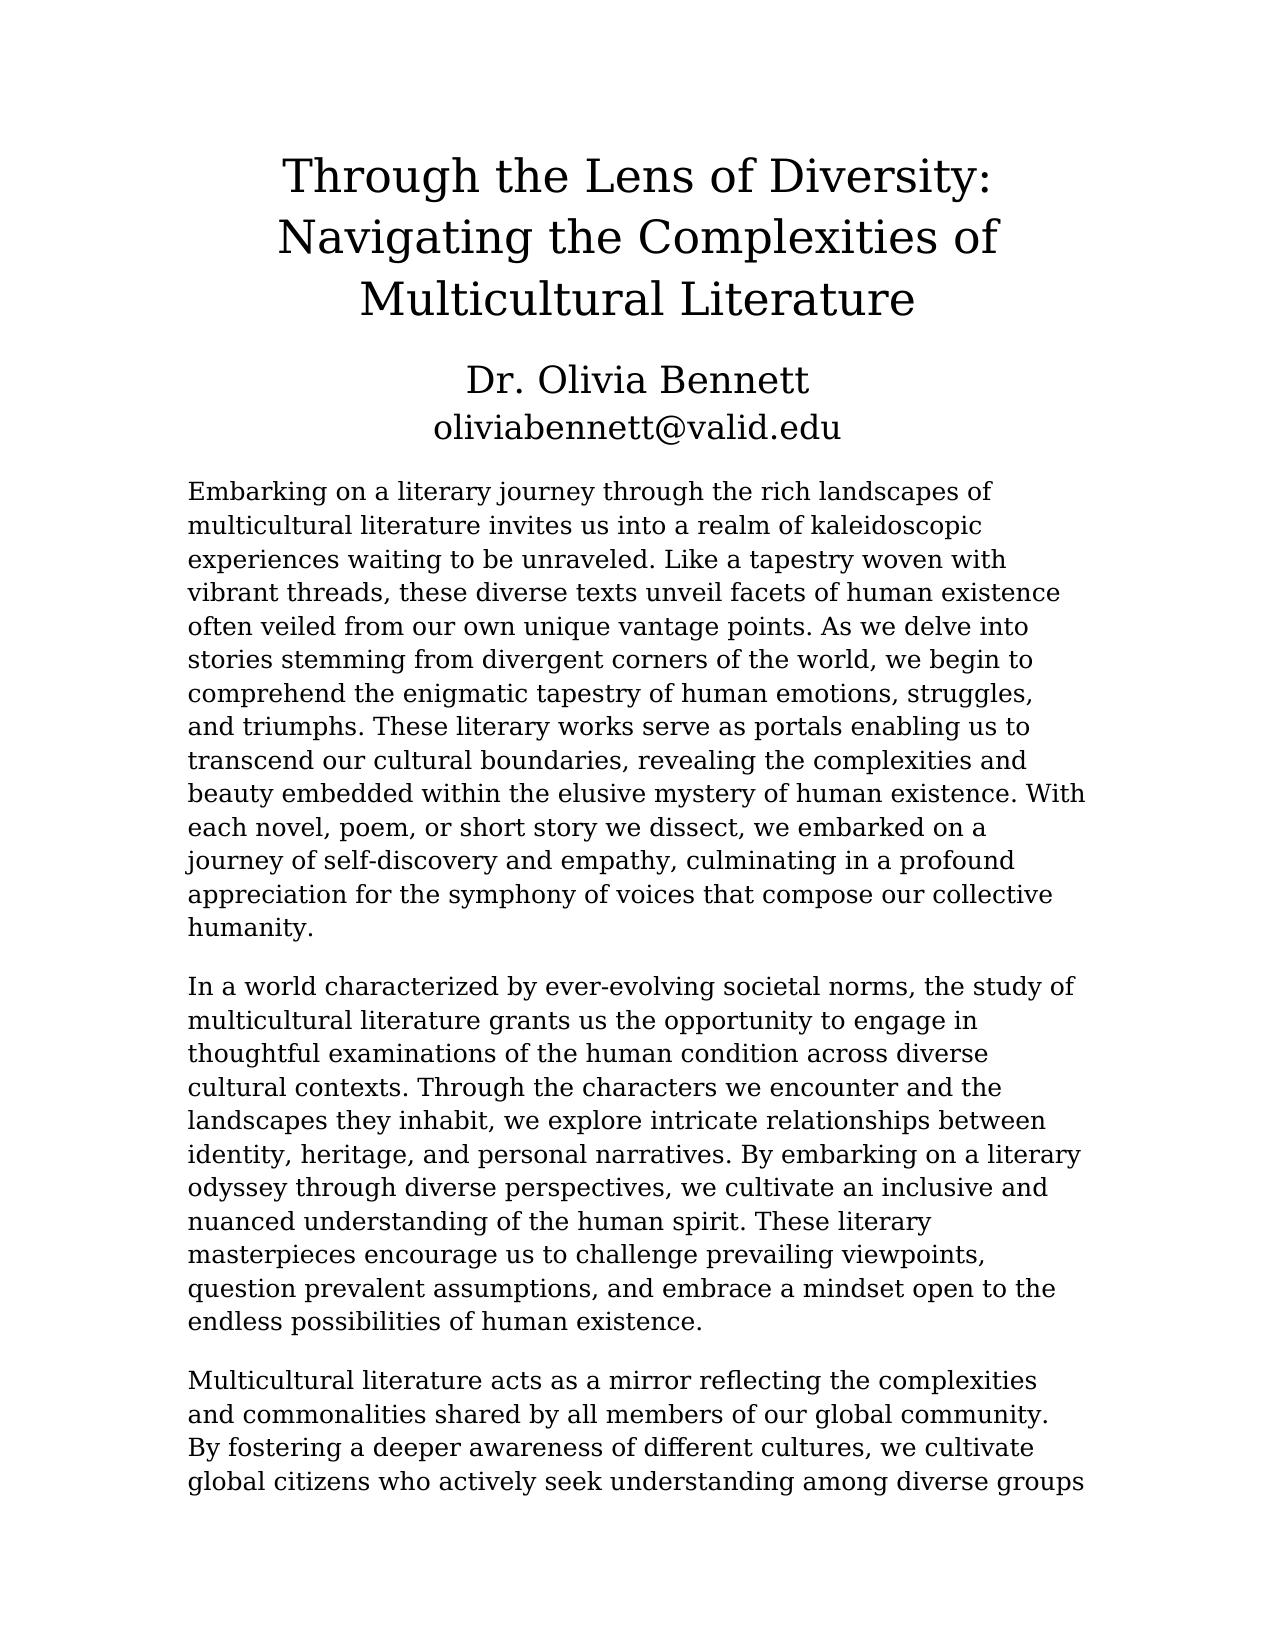 Through the Lens of Diversity:
Navigating the Complexities of
Multicultural Literature
Dr. Olivia Bennett
oliviabennett@valid.edu
Embarking on a literary journey through the rich landscapes of
multicultural literature invites us into a realm of kaleidoscopic
experiences waiting to be unraveled. Like a tapestry woven with
vibrant threads, these diverse texts unveil facets of human existence
often veiled from our own unique vantage points. As we delve into
stories stemming from divergent corners of the world, we begin to
comprehend the enigmatic tapestry of human emotions, struggles,
and triumphs. These literary works serve as portals enabling us to
transcend our cultural boundaries, revealing the complexities and
beauty embedded within the elusive mystery of human existence. With
each novel, poem, or short story we dissect, we embarked on a
journey of self-discovery and empathy, culminating in a profound
appreciation for the symphony of voices that compose our collective
humanity.
In a world characterized by ever-evolving societal norms, the study of
multicultural literature grants us the opportunity to engage in
thoughtful examinations of the human condition across diverse
cultural contexts. Through the characters we encounter and the
landscapes they inhabit, we explore intricate relationships between
identity, heritage, and personal narratives. By embarking on a literary
odyssey through diverse perspectives, we cultivate an inclusive and
nuanced understanding of the human spirit. These literary
masterpieces encourage us to challenge prevailing viewpoints,
question prevalent assumptions, and embrace a mindset open to the
endless possibilities of human existence.
Multicultural literature acts as a mirror reflecting the complexities
and commonalities shared by all members of our global community.
By fostering a deeper awareness of different cultures, we cultivate
global citizens who actively seek understanding among diverse groups